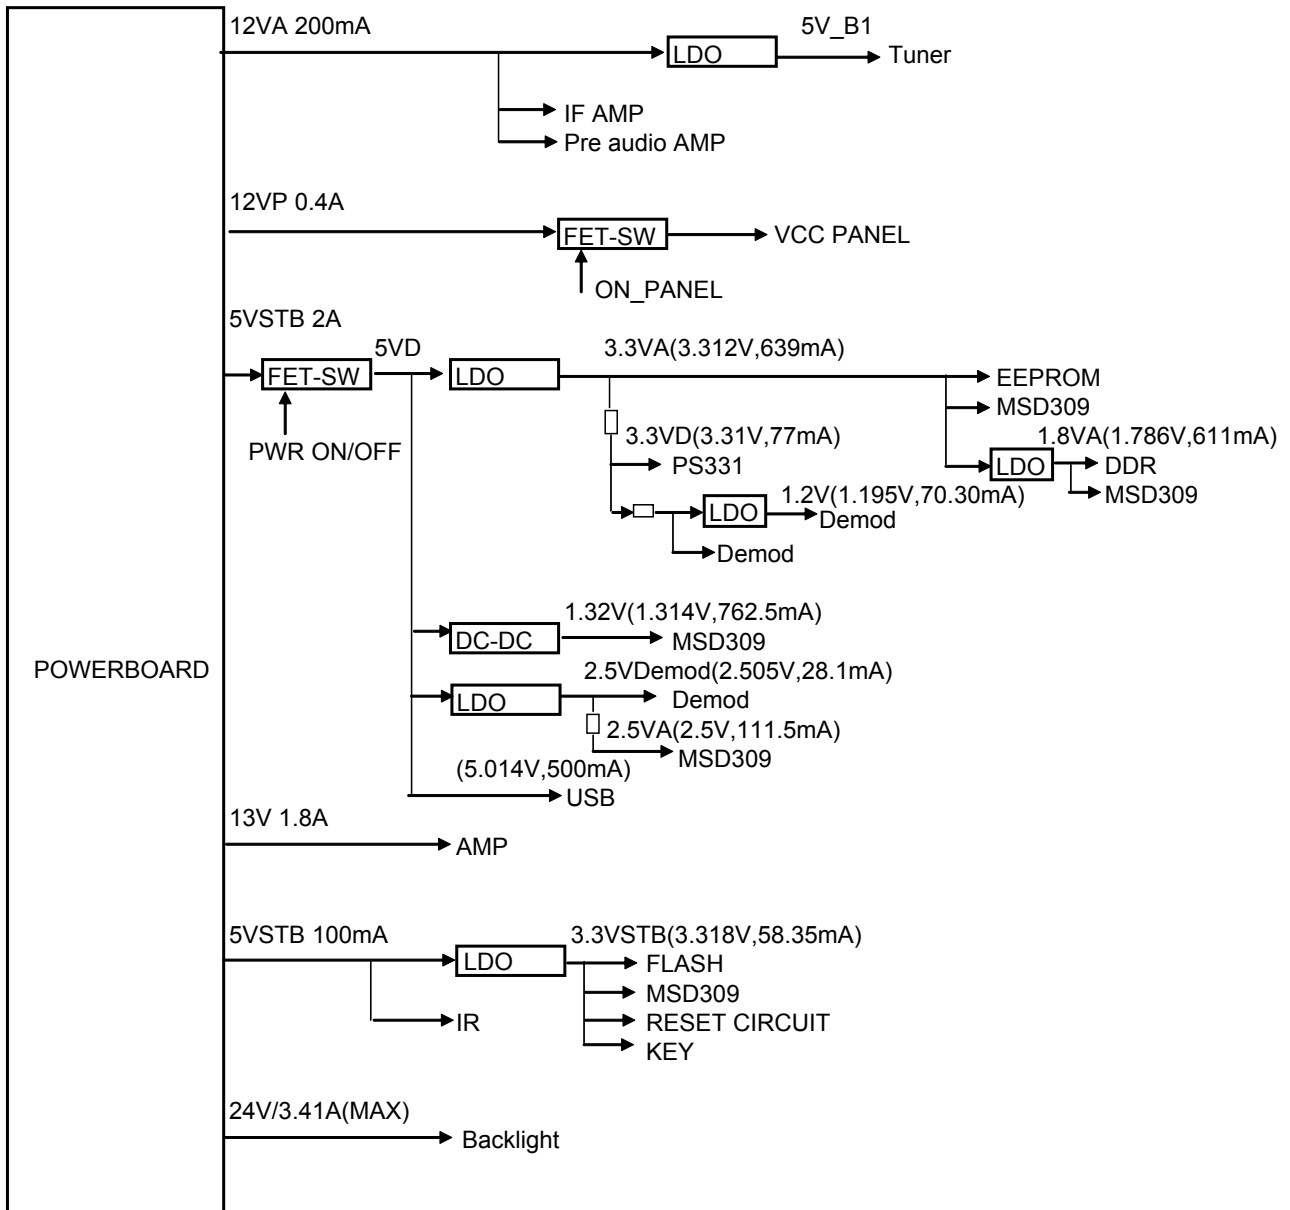 12VA 200mA
5V_B1
LDO
Tuner
IF AMP
Pre audio AMP
12VP 0.4A
FET-SW
VCC PANEL
ON_PANEL
5VSTB 2A
5VD
3.3VA(3.312V,639mA)
FET-SW
LDO
EEPROM
MSD309
PWR ON/OFF
3.3VD(3.31V,77mA)
1.8VA(1.786V,611mA)
PS331
LDO
DDR
1.2V(1.195V,70.30mA)
MSD309
LDO
Demod
Demod
1.32V(1.314V,762.5mA)
DC-DC
MSD309
POWERBOARD
2.5VDemod(2.505V,28.1mA)
LDO
Demod
2.5VA(2.5V,111.5mA)
MSD309
(5.014V,500mA)
USB
13V 1.8A
AMP
5VSTB 100mA
3.3VSTB(3.318V,58.35mA)
LDO
FLASH
MSD309
IR
RESET CIRCUIT
KEY
24V/3.41A(MAX)
Backlight